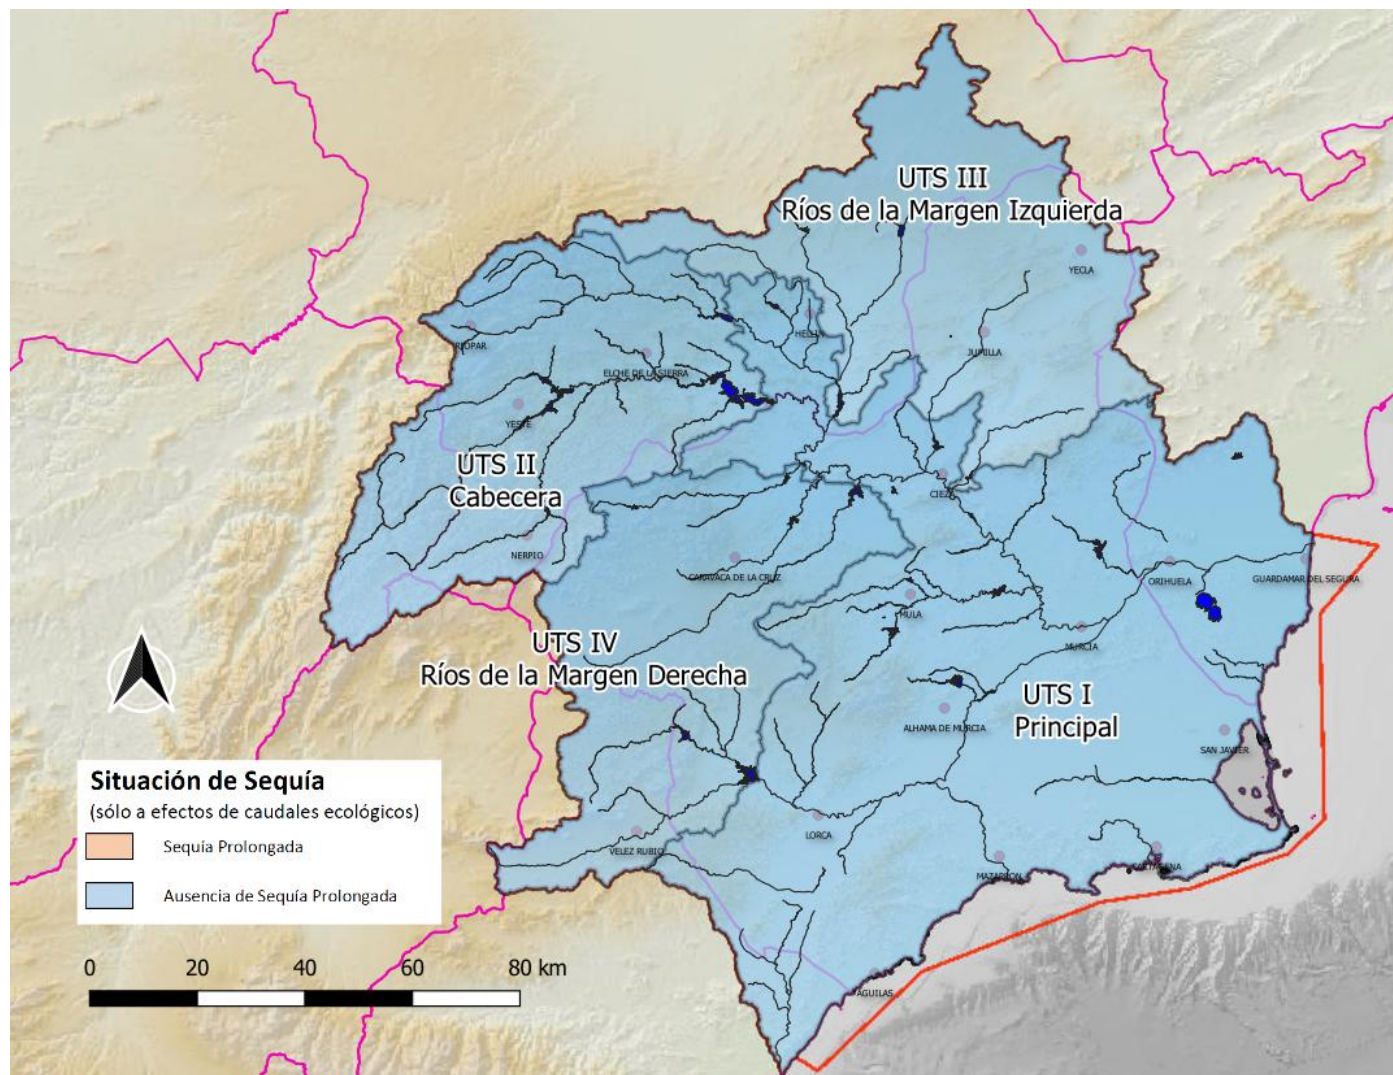 UTS III
Ríos de la Margen Izquierda
YECLA
HELLIN
RIOPAR
JUMILLA
ELCHE DE LA SIERRA
YESTE
UTS II
Cabecera
CIEZA
NERPIO
CARAVACA DE LA CRUZ
ORIHUELA
GUARDAMAR DEL SEGURA
MULA
MURCIA
UTS IV
Ríos de la Margen Derecha
UTS I
Principal
ALHAMA DE MURCIA
SAN JAVIER
Situación de Sequía
(sólo a efectos de caudales ecológicos)
Sequía Prolongada
Ausencia de Sequía Prolongada
LORCA
VELEZ RUBIO
MAZARRON
CARTAGENA
AGUILAS
0 20 40 60 80 km